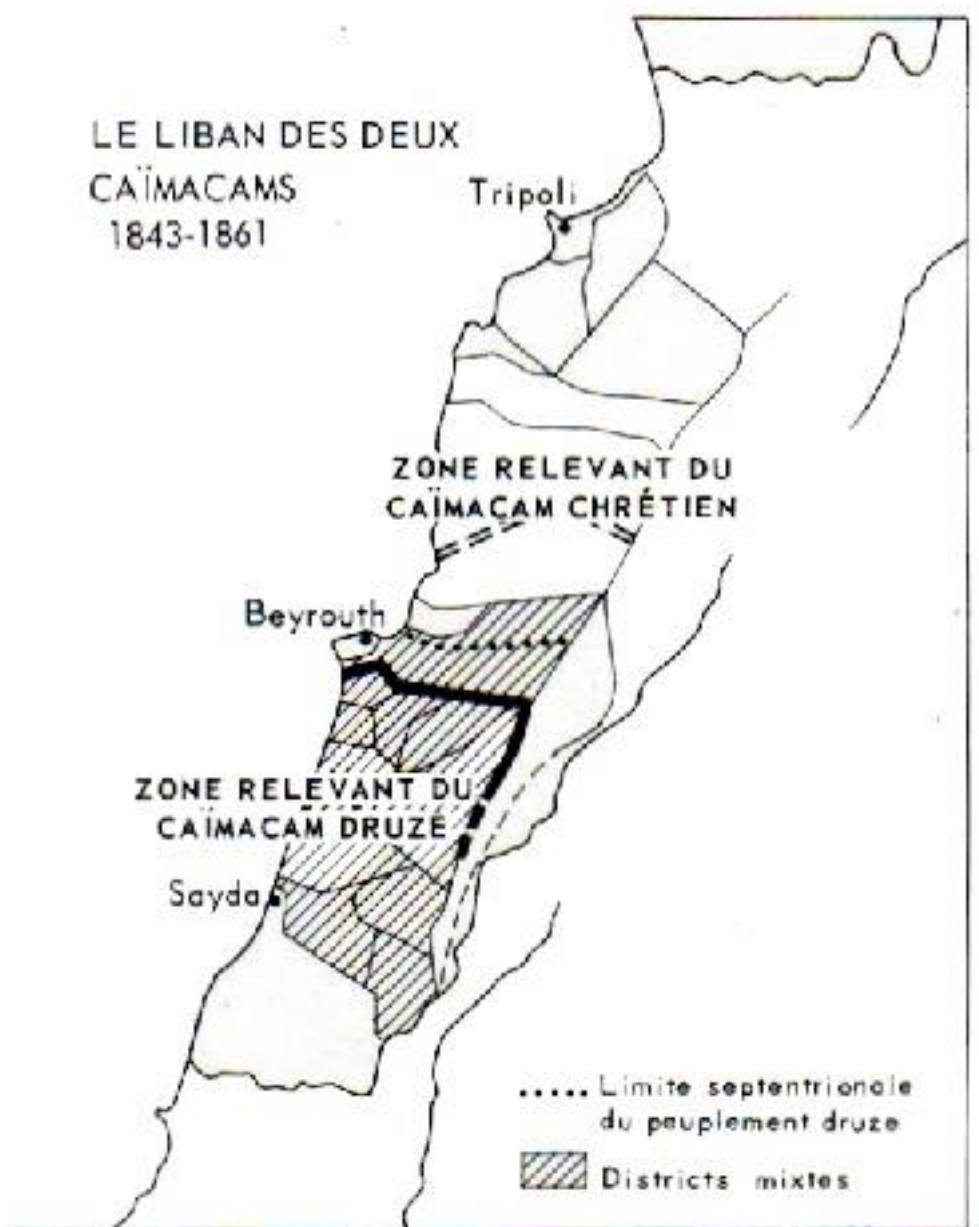 LE LIBAN DES DEUX
CAÏMACAMS
1843-1861
Tripoli
ZONE RELEVANT DU
CAÏMACAM CHRÉTIEN
Beyrouth
ZONE RELEVANT DU
CAÏMACAM DRUZE
Sayda
Limite septentrionale
du peuplement druze
Districts mixtes